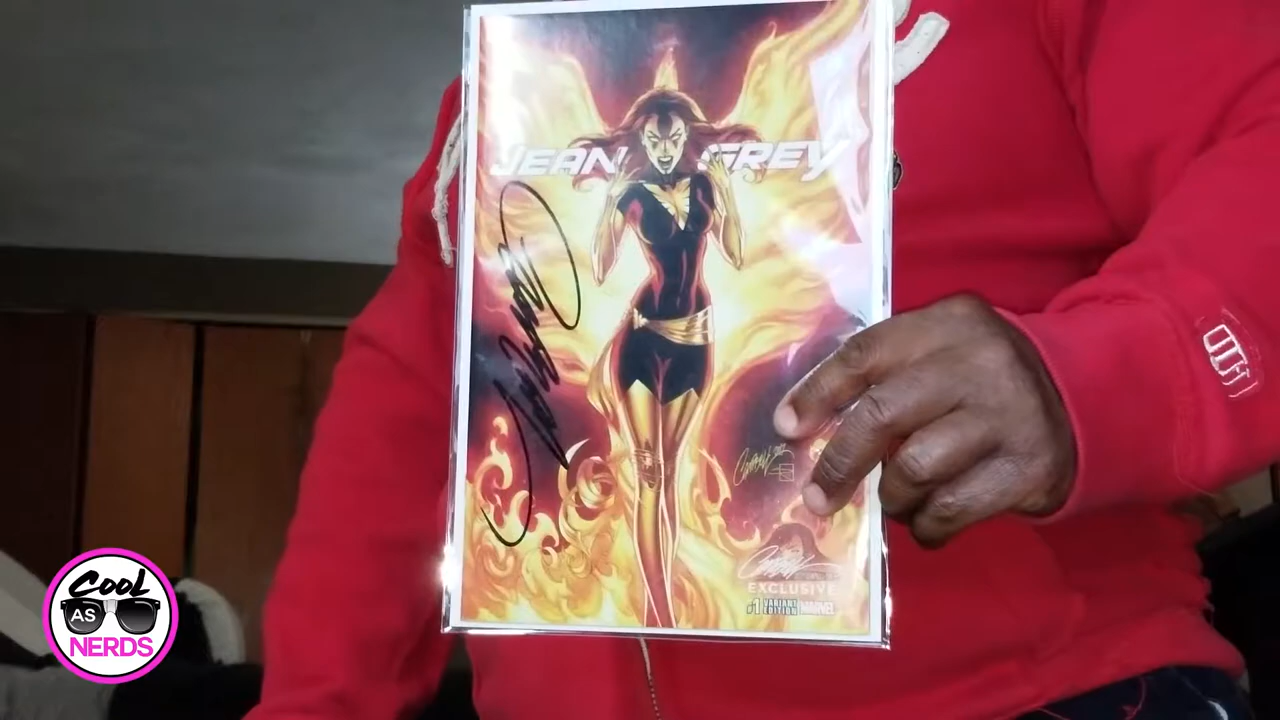 JEAN GREY
EXCLUSIVE
#1 VARIANT EDITION MARVEL
COOL
AS
NERDS